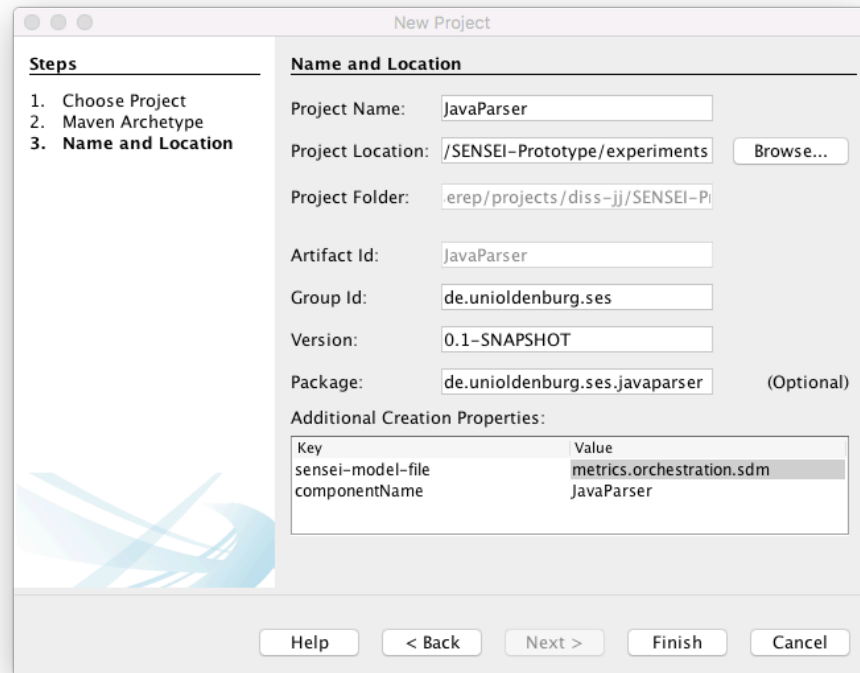 New Project
Steps
1. Choose Project
2. Maven Archetype
3. Name and Location
Name and Location
Project Name: JavaParser
Project Location: /SENSEI-Prototype/experiments Browse...
Project Folder: erep/projects/diss-jj/SENSEI-P
Artifact Id: JavaParser
Group Id: de.unioldenburg.ses
Version: 0.1-SNAPSHOT
Package: de.unioldenburg.ses.javaparser (Optional)
Additional Creation Properties:
Key Value
sensei-model-file metrics.orchestration.sdm
componentName JavaParser
Help < Back Next > Finish Cancel